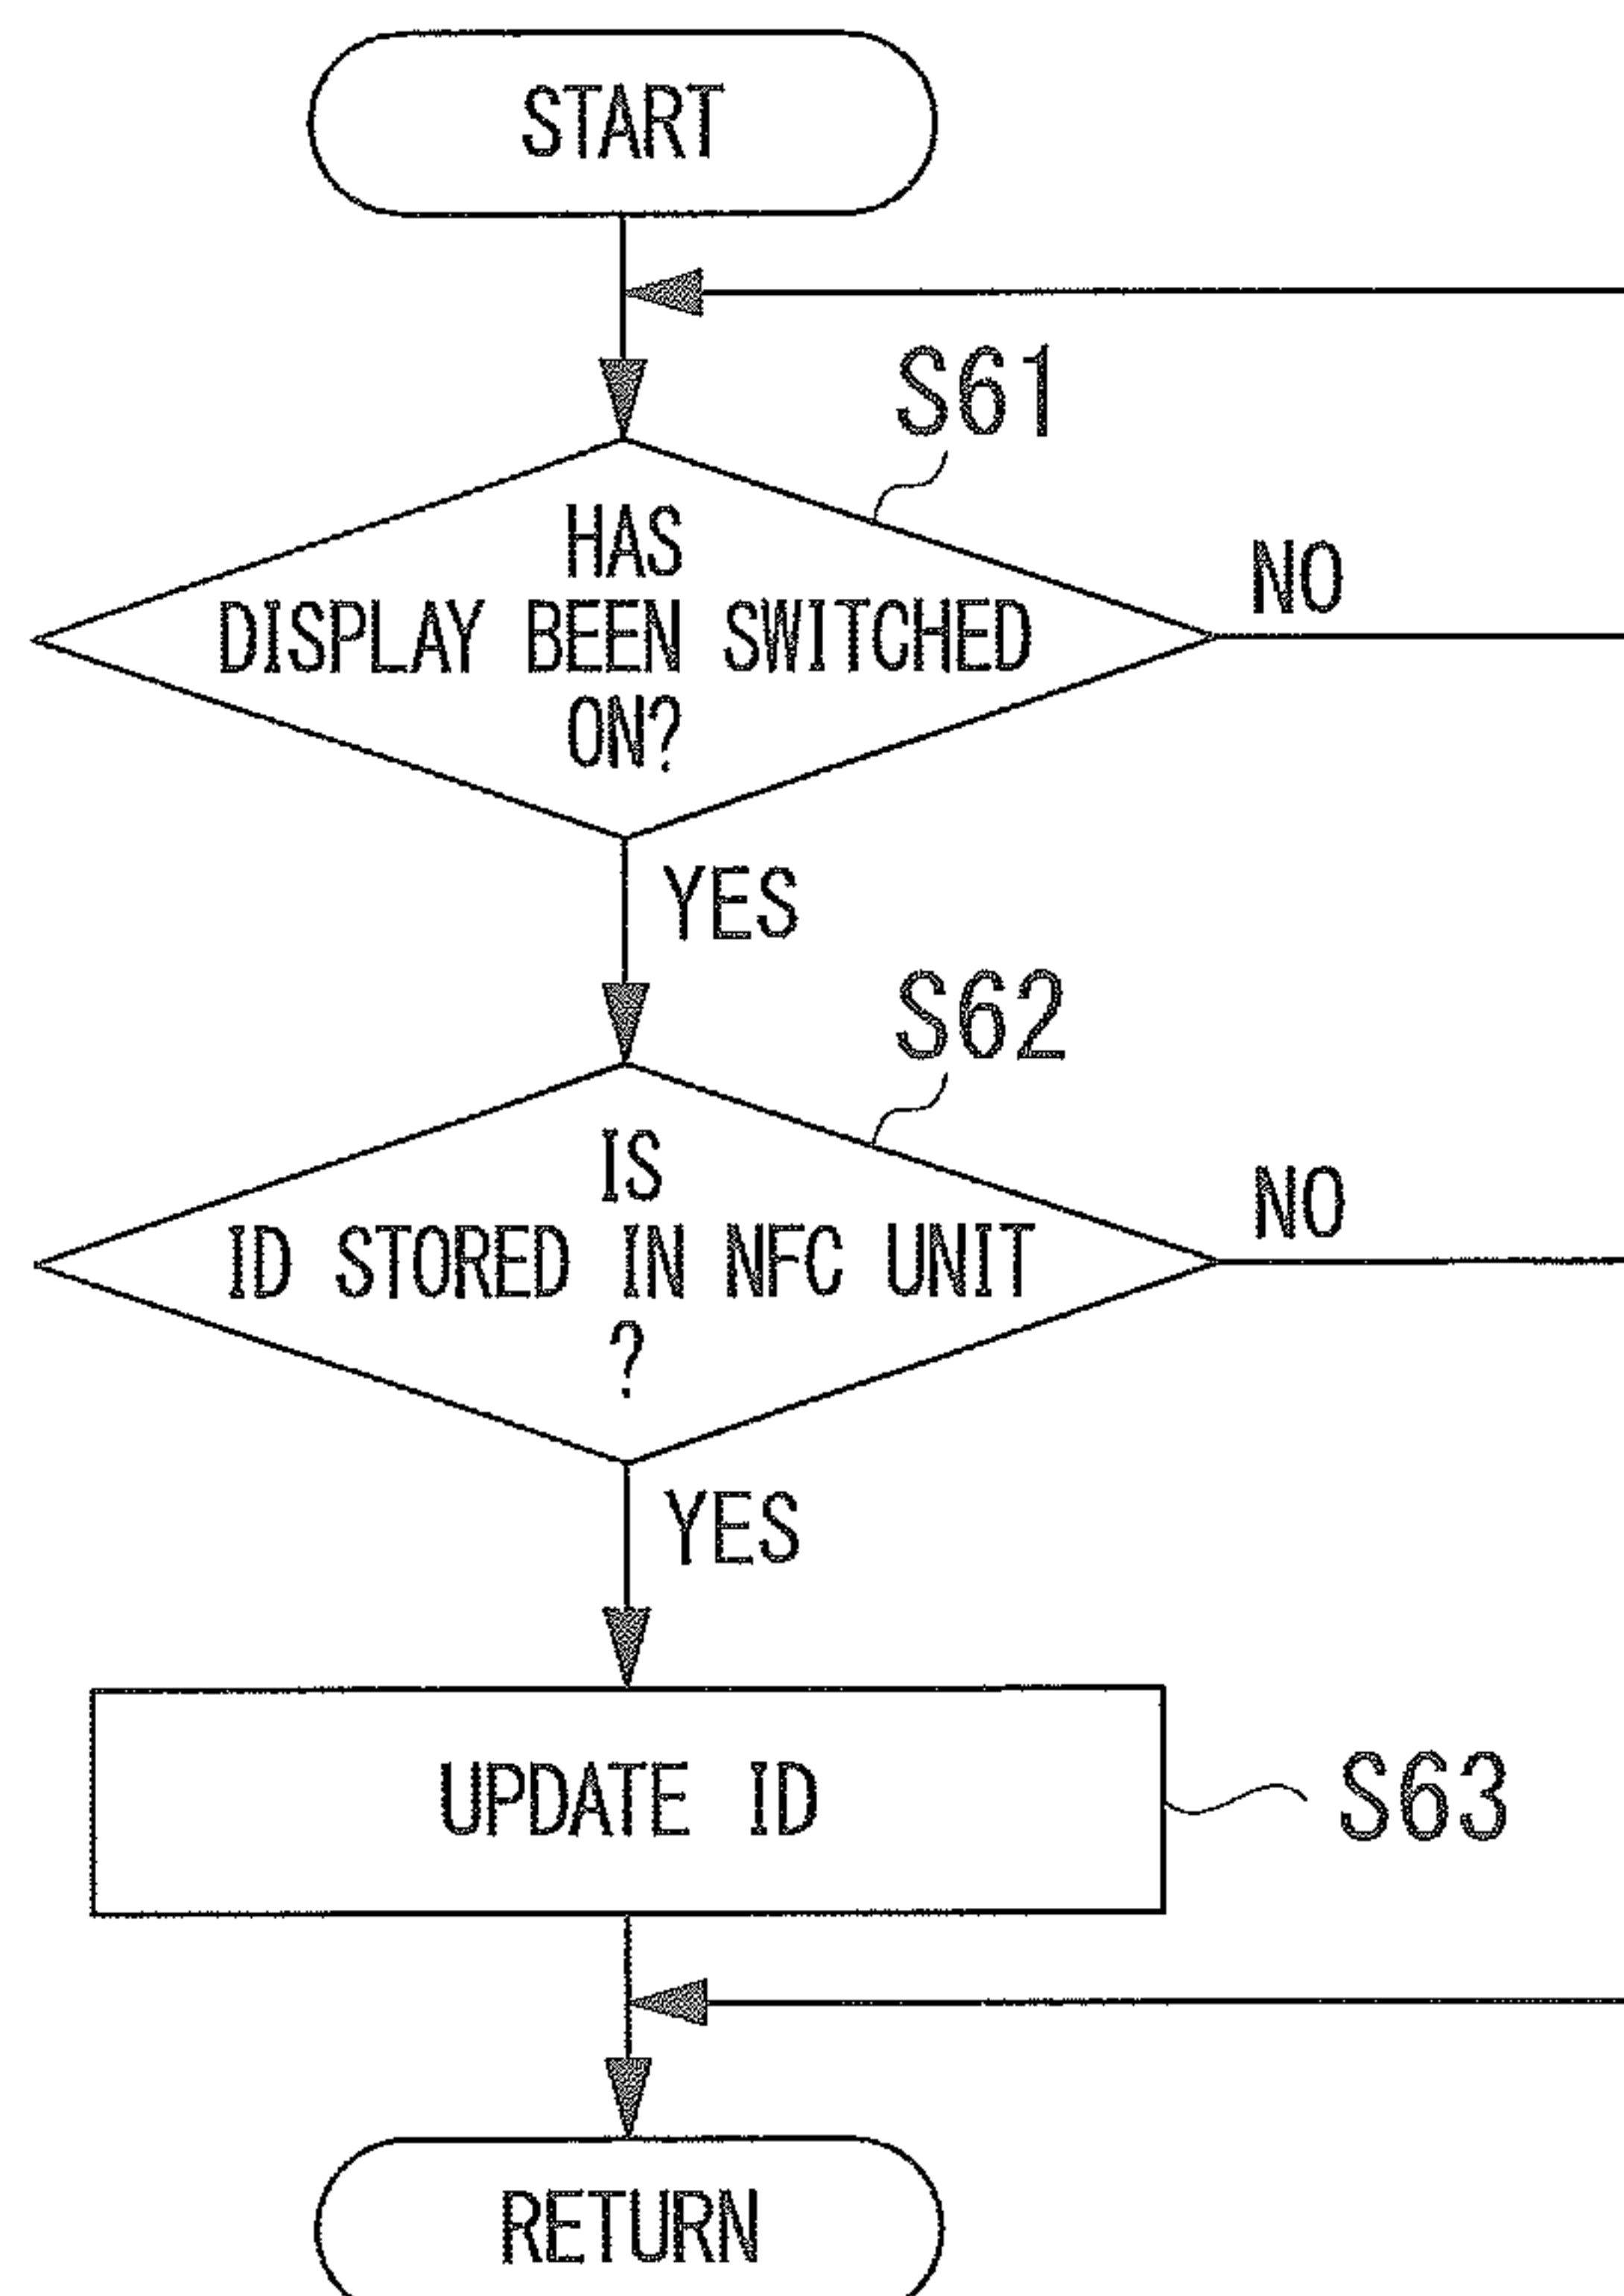 START
S61
HAS
DISPLAY BEEN SWITCHED
ON?
NO
YES
S62
IS
ID STORED IN NFC UNIT
?
NO
YES
UPDATE ID
S63
RETURN